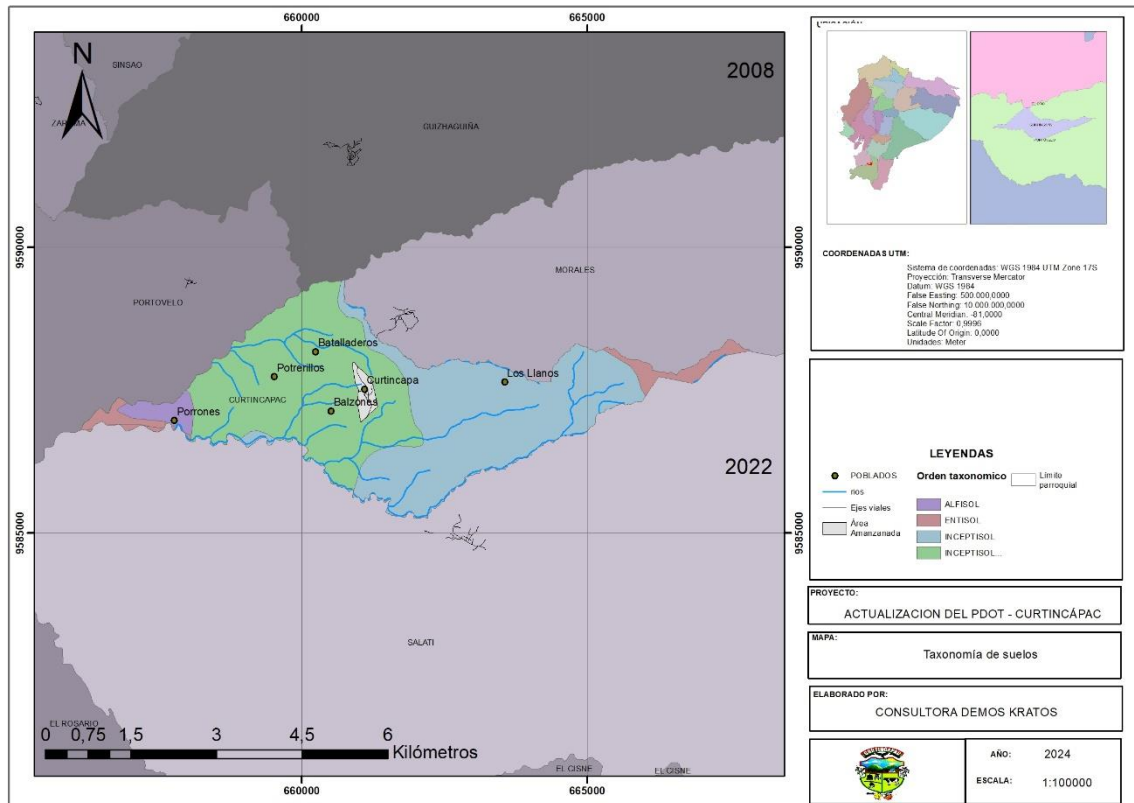 660000
665000
N
2008
2022
SINSAO
GUIZHAGUIÑA
PORTOVELO
MORALES
Batalladeros
Potrerillos
Curtincapa
Los Llanos
CURTINCAPAC
Balzones
Porrones
SALATI
EL ROSARIO
EL CISNE
EL CISNE
0 0,75 1,5 3 4,5 6
Kilómetros
9590000
9585000
9590000
9585000
660000
665000
COORDENADAS UTM:
Sistema de coordenadas: WGS 1984 UTM Zone 17S
Proyección: Transverse Mercator
Datum: WGS 1984
False Easting: 500.000,0000
False Northing: 10.000.000,0000
Central Meridian: -81,0000
Scale Factor: 0,9996
Latitude Of Origin: 0,0000
Unidades: Meter
LEYENDAS
POBLADOS
rios
Ejes viales
Área
Amanzanada
Orden taxonomico
ALFISOL
ENTISOL
INCEPTISOL
INCEPTISOL...
Límite
parroquial
PROYECTO:
ACTUALIZACION DEL PDOT - CURTINCÁPAC
MAPA:
Taxonomía de suelos
ELABORADO POR:
CONSULTORA DEMOS KRATOS
AÑO: 2024
ESCALA: 1:100000